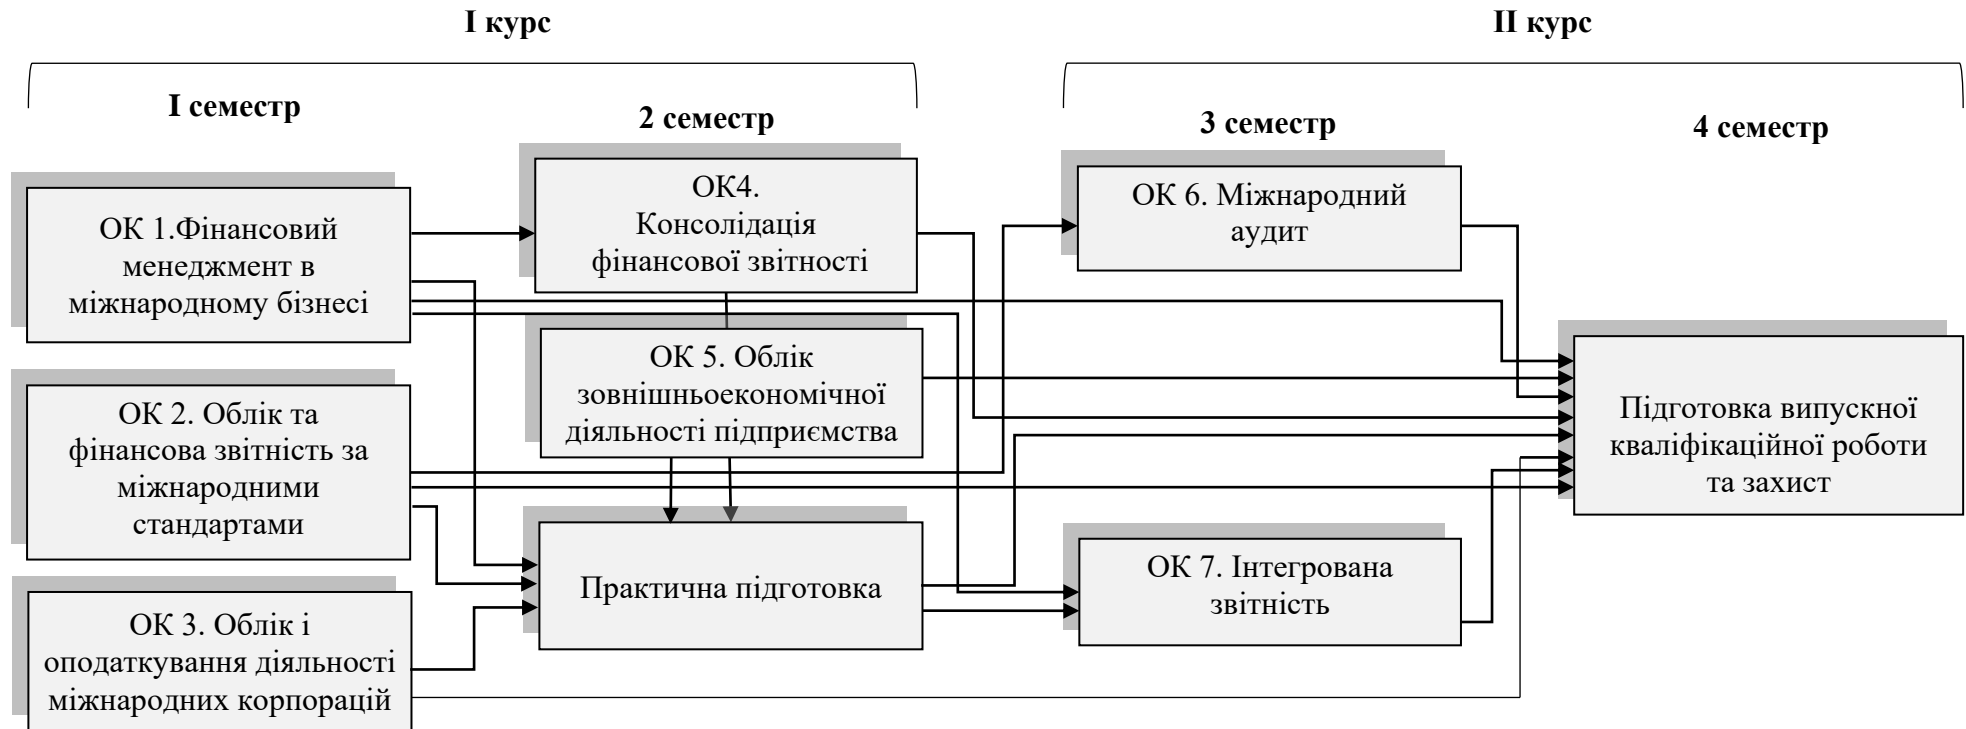 І курс
ІІ курс
І семестр
2 семестр
3 семестр
4 семестр
ОК 1.Фінансовий
менеджмент в
міжнародному бізнесі
ОК 2. Облік та
фінансова звітність за
міжнародними
стандартами
ОК 3. Облік і
оподаткування діяльності
міжнародних корпорацій
ОК4.
Консолідація
фінансової звітності
ОК 5. Облік
зовнішньоекономічної
діяльності підприємства
Практична підготовка
ОК 6. Міжнародний
аудит
ОК 7. Інтегрована
звітність
Підготовка випускної
кваліфікаційної роботи
та захист